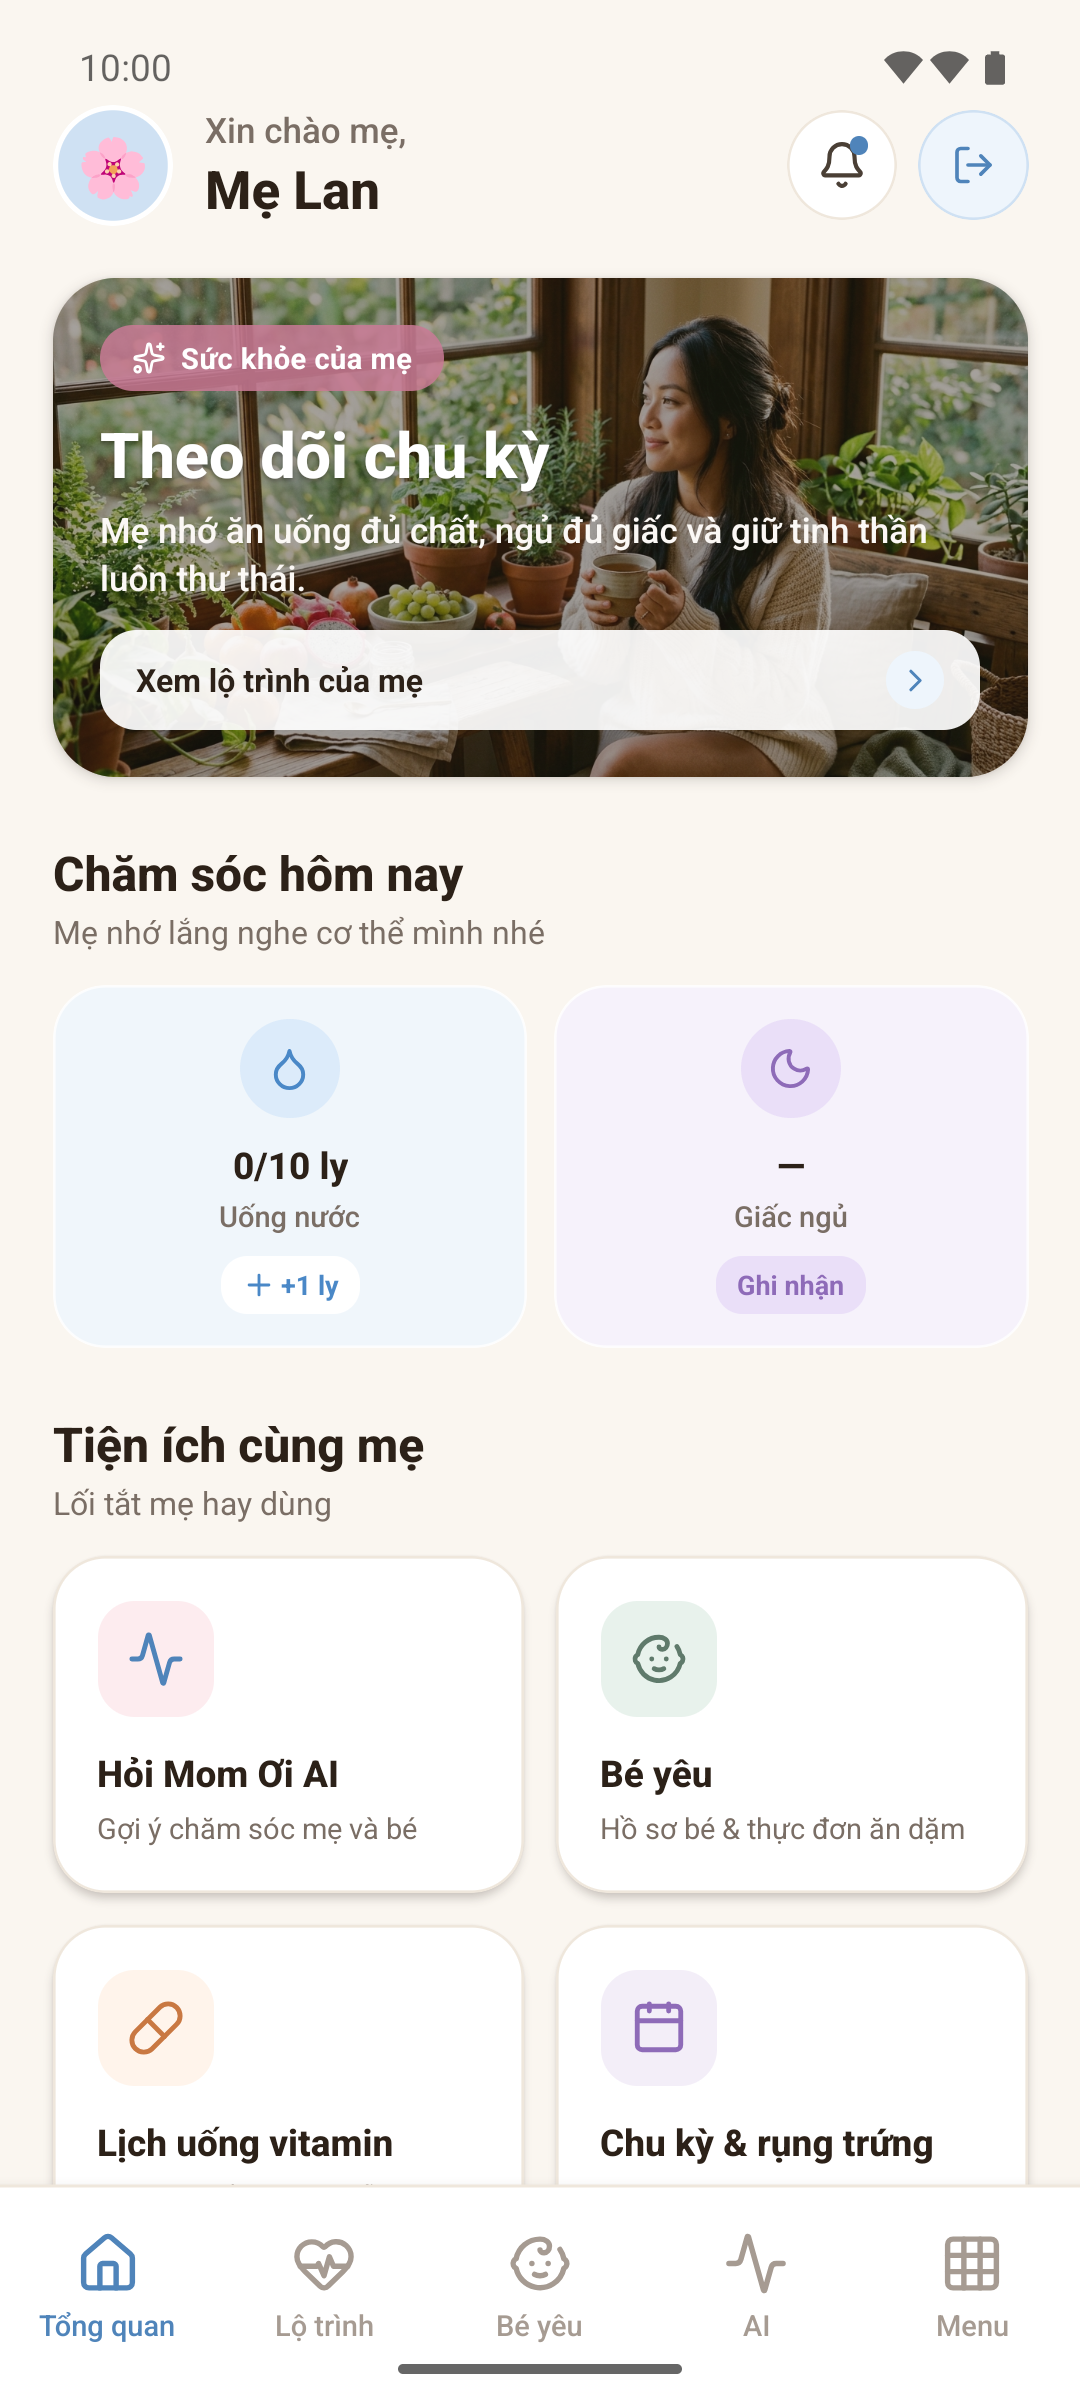 10:00
Xin chào mẹ,
Mẹ Lan
Sức khỏe của mẹ
Theo dõi chu kỳ
Mẹ nhớ ăn uống đủ chất, ngủ đủ giấc và giữ tinh thần
luôn thư thái.
Xem lộ trình của mẹ
Chăm sóc hôm nay
Mẹ nhớ lắng nghe cơ thể mình nhé
0/10 ly
Uống nước
+1 ly
–
Giấc ngủ
Ghi nhận
Tiện ích cùng mẹ
Lối tắt mẹ hay dùng
Hỏi Mom Ơi AI
Gợi ý chăm sóc mẹ và bé
Bé yêu
Hồ sơ bé & thực đơn ăn dặm
Lịch uống vitamin
Chu kỳ & rụng trứng
Tổng quan
Lộ trình
Bé yêu
AI
Menu